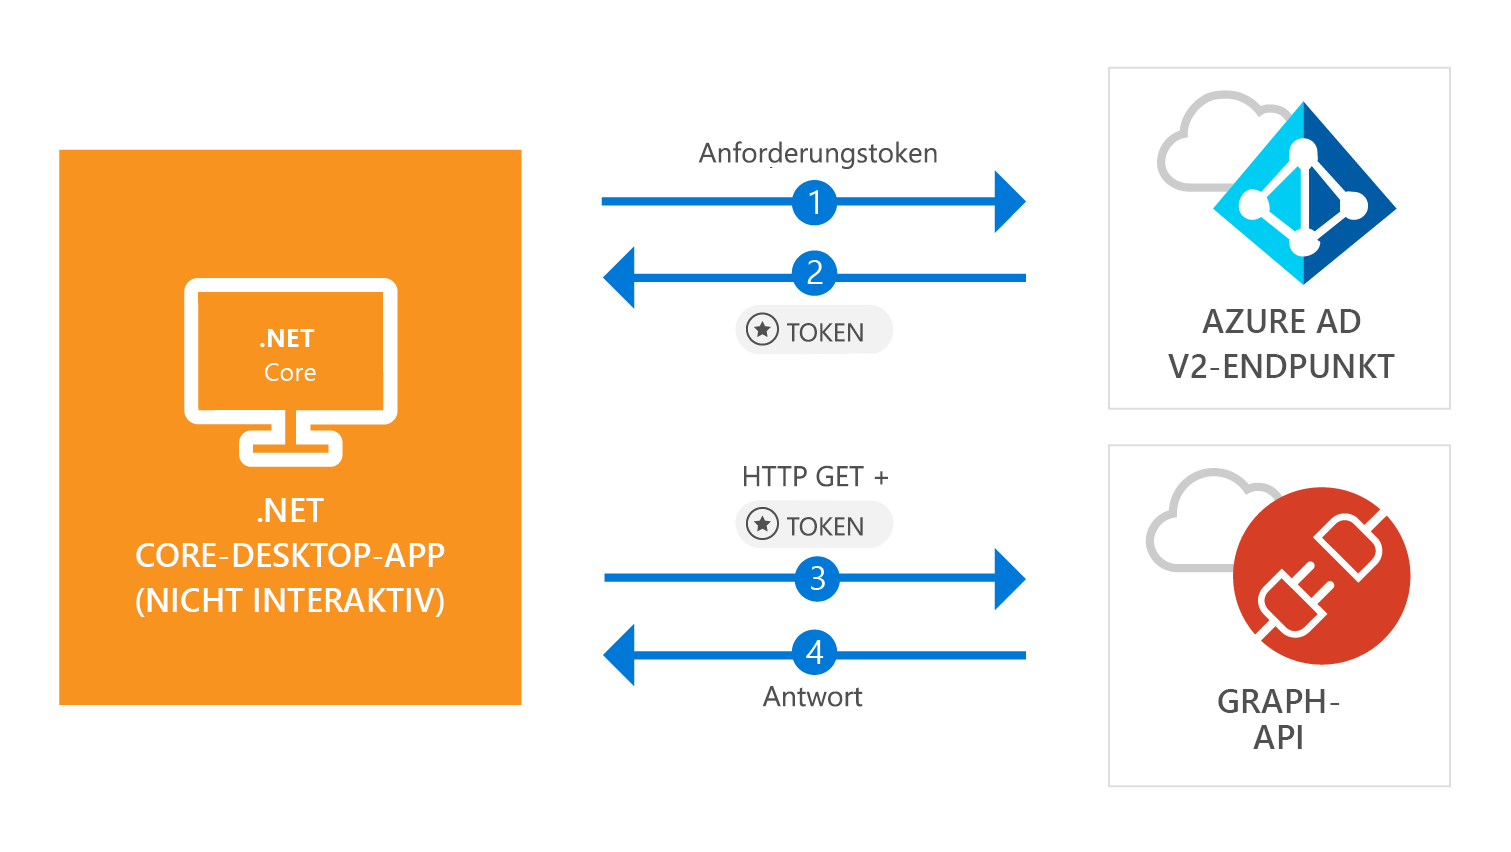 .NET
Core
.NET
CORE-DESKTOP-APP
(NICHT INTERAKTIV)
Anforderungstoken
1
2
TOKEN
HTTP GET +
TOKEN
3
4
Antwort
AZURE AD
V2-ENDPUNKT
GRAPH-
API